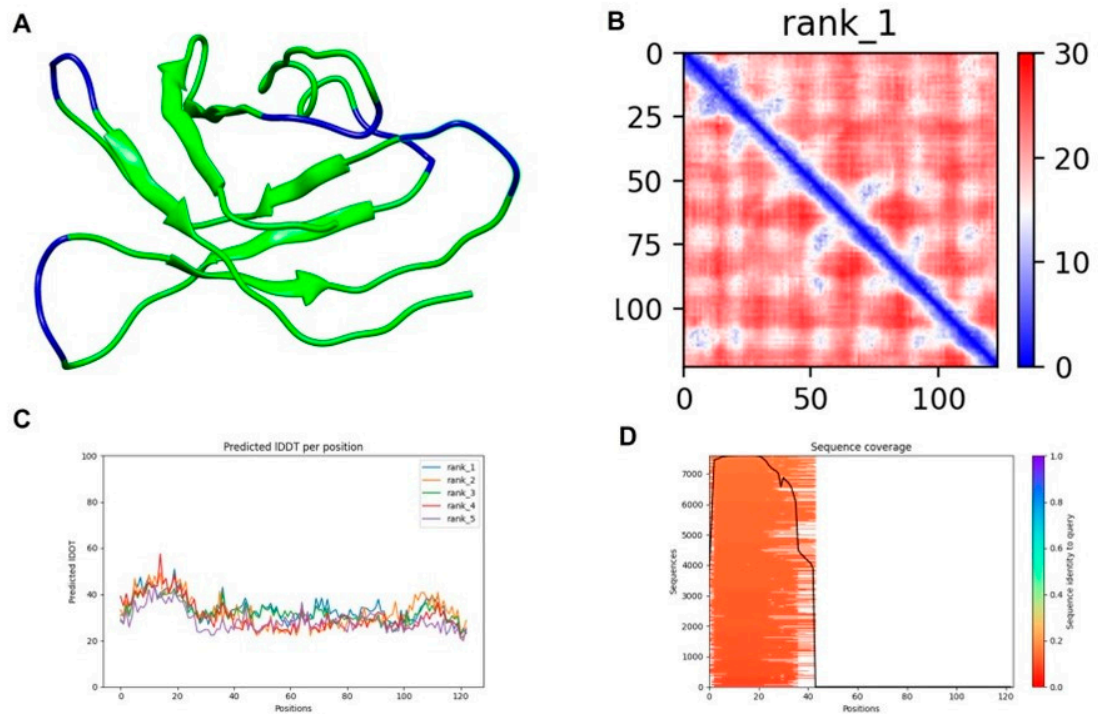 A
B
rank_1
0
25
50
75
100
0
50
100
30
20
10
0
C
Predicted lDDT per position
100
80
60
40
20
0
Predicted lDDT
0 20 40 60 80 100 120
Positions
rank_1
rank_2
rank_3
rank_4
rank_5
D
Sequence coverage
7000
6000
5000
4000
3000
2000
1000
0
Sequences
0 20 40 60 80 100 120
Positions
1.0
0.8
0.6
0.4
0.2
0.0
Sequence identity to query